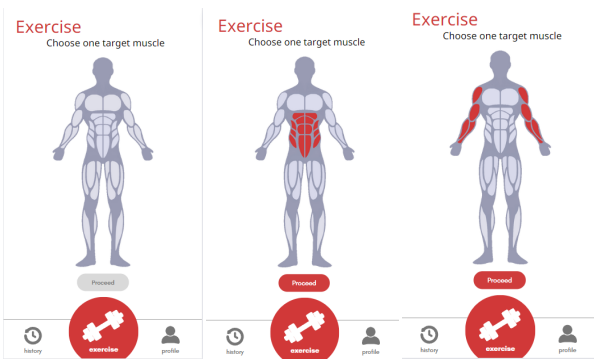 Exercise
Choose one target muscle
Proceed
history
exercise
profile
Exercise
Choose one target muscle
Proceed
history
exercise
profile
Exercise
Choose one target muscle
Proceed
history
exercise
profile